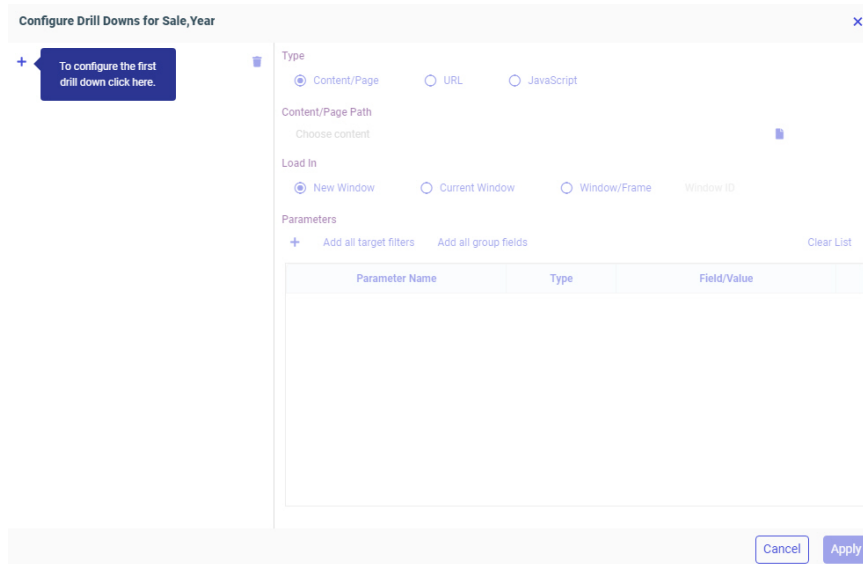 Configure Drill Downs for Sale,Year
To configure the first
drill down click here.
Type
Content/Page URL JavaScript
Content/Page Path
Choose content
Load In
New Window Current Window Window/Frame Window ID
Parameters
+ Add all target filters Add all group fields Clear List
Parameter Name Type Field/Value
Cancel Apply